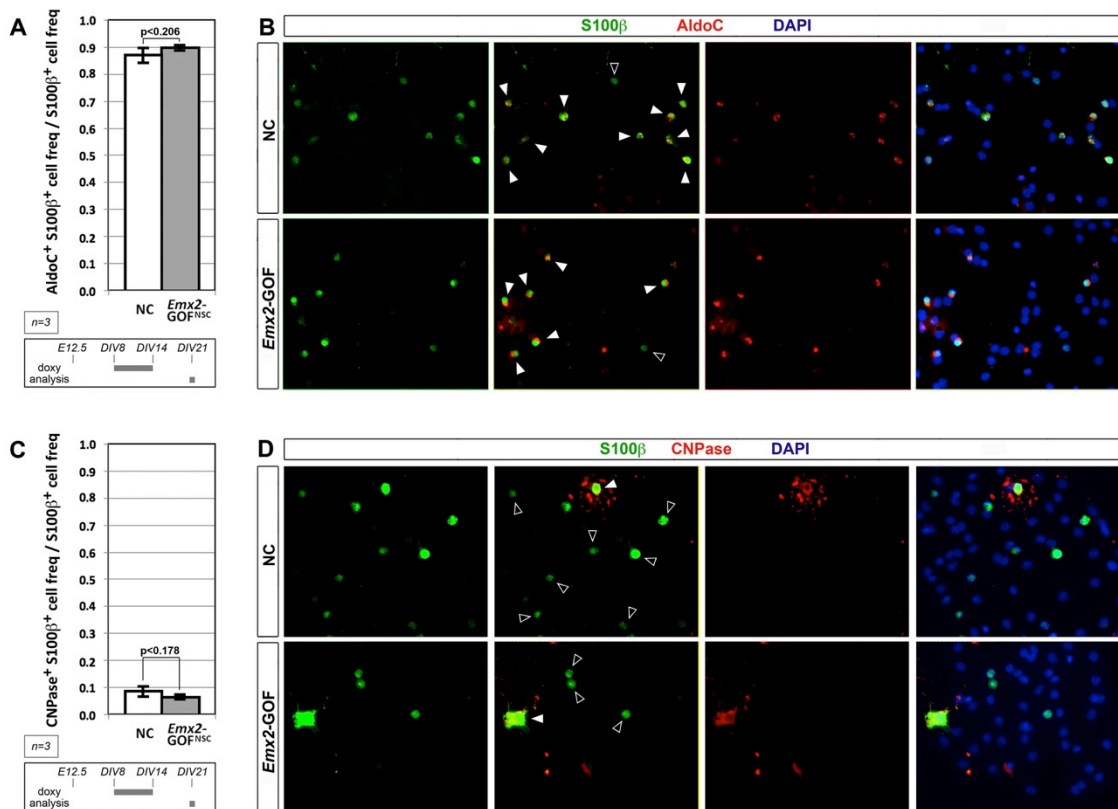 A
AldoC+ S100β+ cell freq / S100β+ cell freq
1.0
0.9
0.8
0.7
0.6
0.5
0.4
0.3
0.2
0.1
0.0
p<0.206
NC
Emx2-
GOFᴺˢᶜ
n=3
E12.5 DIV8 DIV14 DIV21
doxy
analysis
B
S100β AldoC DAPI
NC
Emx2-GOF
C
CNPase+ S100β+ cell freq / S100β+ cell freq
1.0
0.9
0.8
0.7
0.6
0.5
0.4
0.3
0.2
0.1
0.0
p<0.178
NC
Emx2-
GOFᴺˢᶜ
n=3
E12.5 DIV8 DIV14 DIV21
doxy
analysis
D
S100β CNPase DAPI
NC
Emx2-GOF